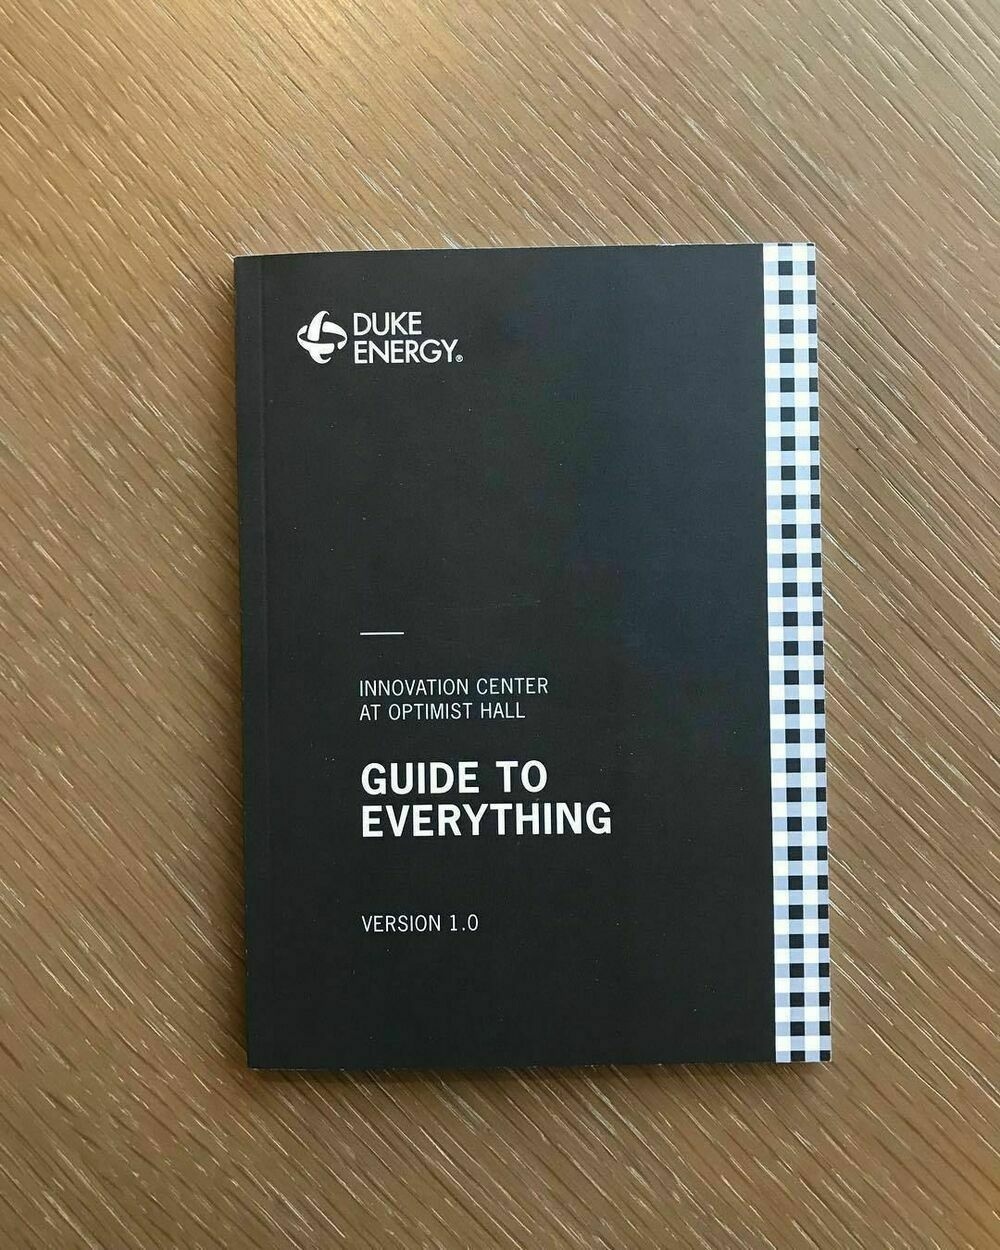 DUKE
ENERGY®
INNOVATION CENTER
AT OPTIMIST HALL
GUIDE TO
EVERYTHING
VERSION 1.0